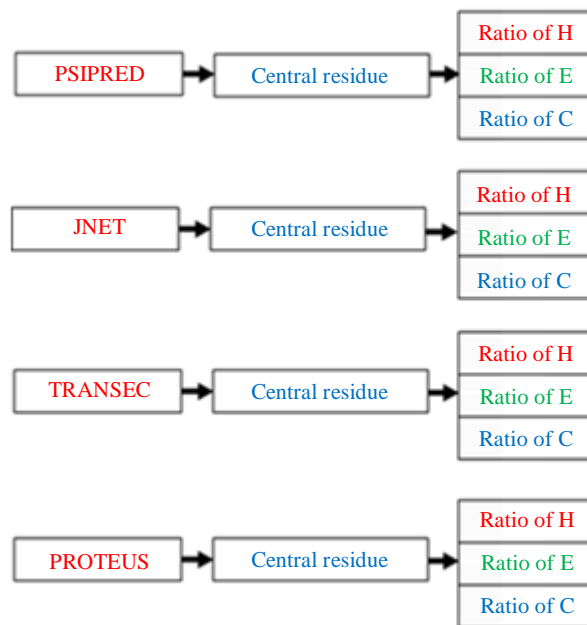 PSIPRED
Central residue
Ratio of H
Ratio of E
Ratio of C
JNET
Central residue
Ratio of H
Ratio of E
Ratio of C
TRANSEC
Central residue
Ratio of H
Ratio of E
Ratio of C
PROTEUS
Central residue
Ratio of H
Ratio of E
Ratio of C